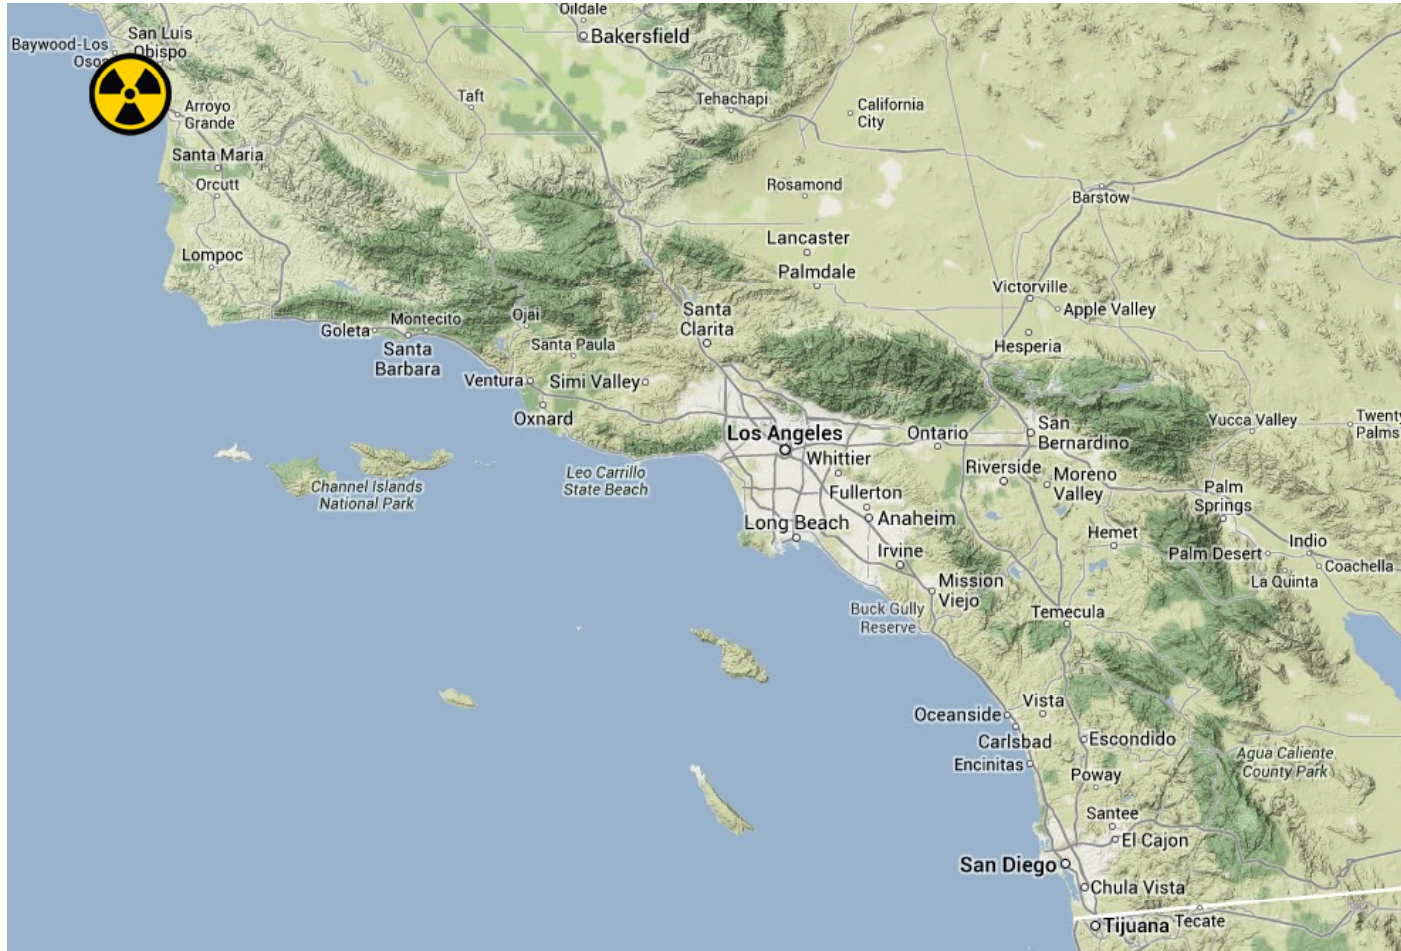 Oildale
Bakersfield
San Luis
Obispo
Baywood-Los
Osos
Taft
Tehachapi
California
City
Arroyo
Grande
Santa Maria
Orcutt
Rosamond
Barstow
Lancaster
Lompoc
Palmdale
Victorville
Apple Valley
Santa
Clarita
Goleta
Montecito
Ojai
Santa
Barbara
Santa Paula
Hesperia
Ventura
Simi Valley
Oxnard
Yucca Valley
Twenty
Palms
Los Angeles
Ontario
San
Bernardino
Whittier
Riverside
Moreno
Valley
Leo Carrillo
State Beach
Channel Islands
National Park
Fullerton
Palm
Springs
Long Beach
Anaheim
Hemet
Irvine
Palm Desert
Indio
Coachella
La Quinta
Mission
Viejo
Buck Gully
Reserve
Temecula
Vista
Oceanside
Carlsbad
Escondido
Encinitas
Agua Caliente
County Park
Poway
Santee
El Cajon
San Diego
Chula Vista
Tijuana
Tecate